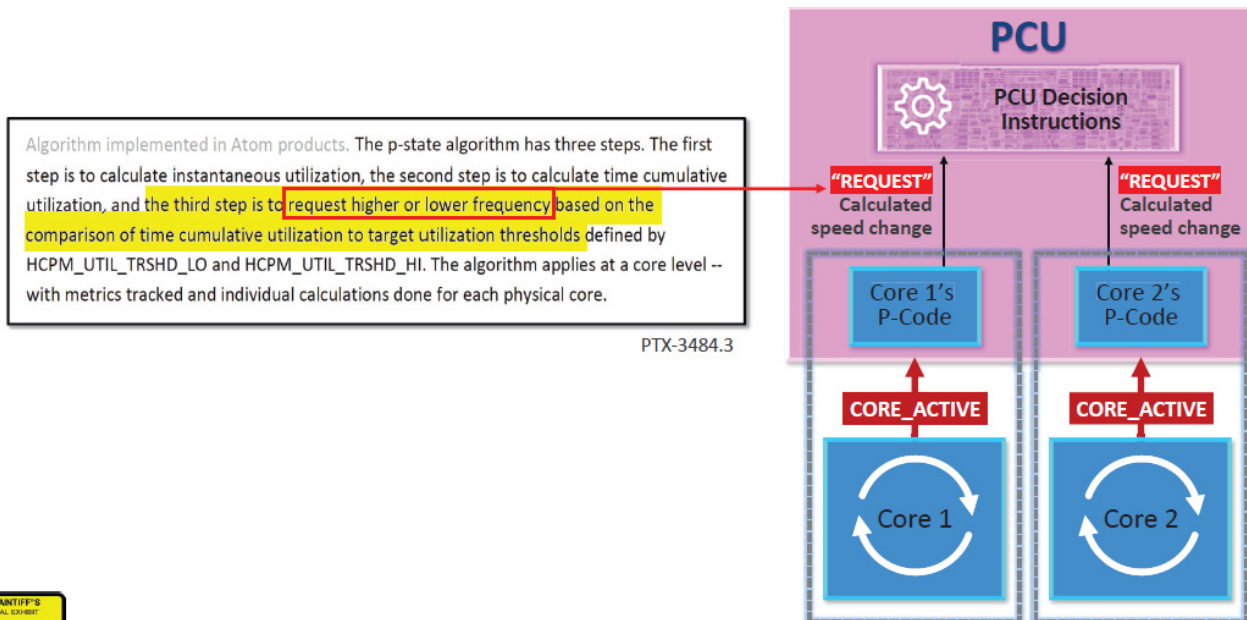 Algorithm implemented in Atom products. The p-state algorithm has three steps. The first
step is to calculate instantaneous utilization, the second step is to calculate time cumulative
utilization, and the third step is to request higher or lower frequency based on the
comparison of time cumulative utilization to target utilization thresholds defined by
HCPM_UTIL_TRSHD_LO and HCPM_UTIL_TRSHD_HI. The algorithm applies at a core level --
with metrics tracked and individual calculations done for each physical core.
PTX-3484.3
PCU
PCU Decision
Instructions
"REQUEST"
Calculated
speed change
"REQUEST"
Calculated
speed change
Core 1's
P-Code
Core 2's
P-Code
CORE_ACTIVE
CORE_ACTIVE
Core 1
Core 2
AINTIFF'S
AL EXHIBIT